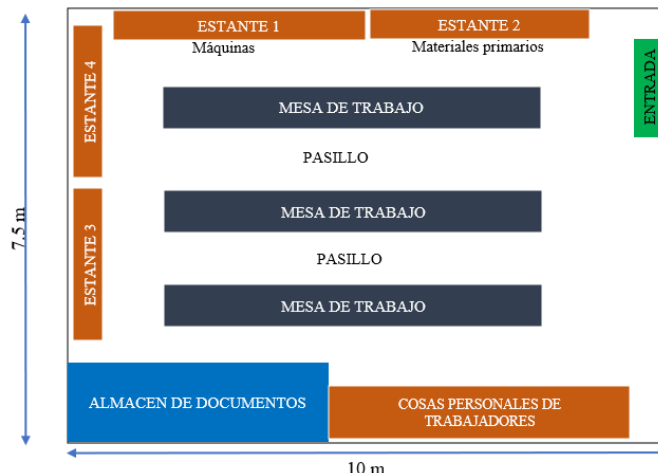 ESTANTE 1
ESTANTE 2
Máquinas
Materiales primarios
ESTANTE 4
ENTRADA
MESA DE TRABAJO
PASILLO
MESA DE TRABAJO
ESTANTE 3
7.5 m
PASILLO
MESA DE TRABAJO
ALMACEN DE DOCUMENTOS
COSAS PERSONALES DE
TRABAJADORES
10 m